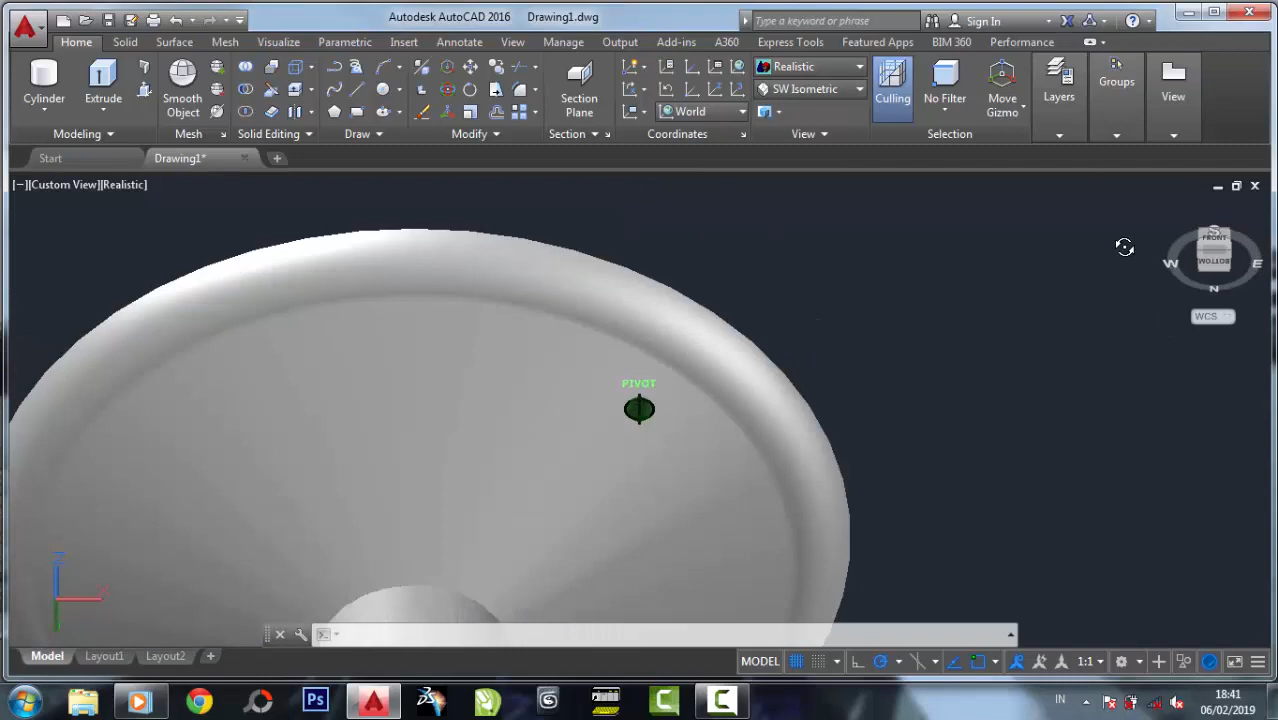 Autodesk AutoCAD 2016 Drawing1.dwg
Type a keyword or phrase
Sign In
Home Solid Surface Mesh Visualize Parametric Insert Annotate View Manage Output Add-ins A360 Express Tools Featured Apps BIM 360 Performance
Cylinder Extrude Smooth Object Section Plane World Realistic SW Isometric Culling No Filter Move Gizmo Layers Groups View
Modeling Mesh Solid Editing Draw Modify Section Coordinates View Selection
Start Drawing1*
[−][Custom View][Realistic]
S
FRONT
W BOTTOM E
N
WCS
PIVOT
Z
X
Model Layout1 Layout2
MODEL 1:1
Ps
IN
18:41
06/02/2019